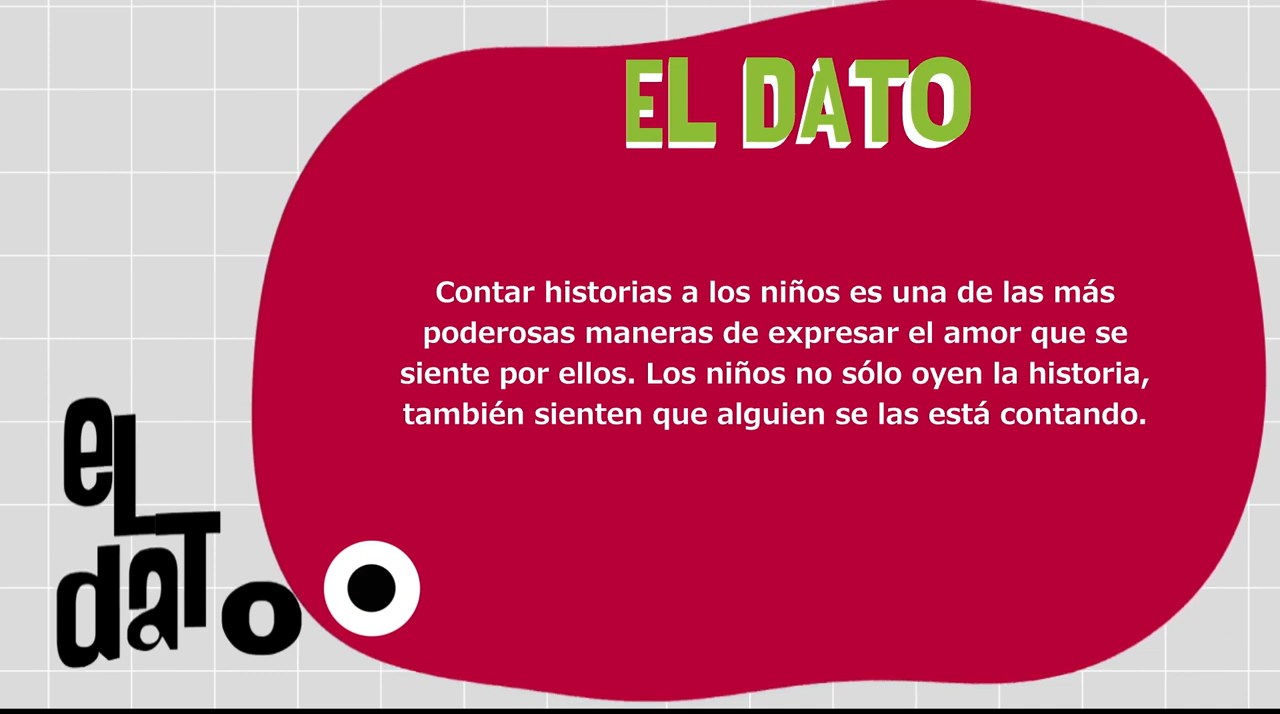 EL DATO
Contar historias a los niños es una de las más
poderosas maneras de expresar el amor que se
siente por ellos. Los niños no sólo oyen la historia,
también sienten que alguien se las está contando.
eL
daTo